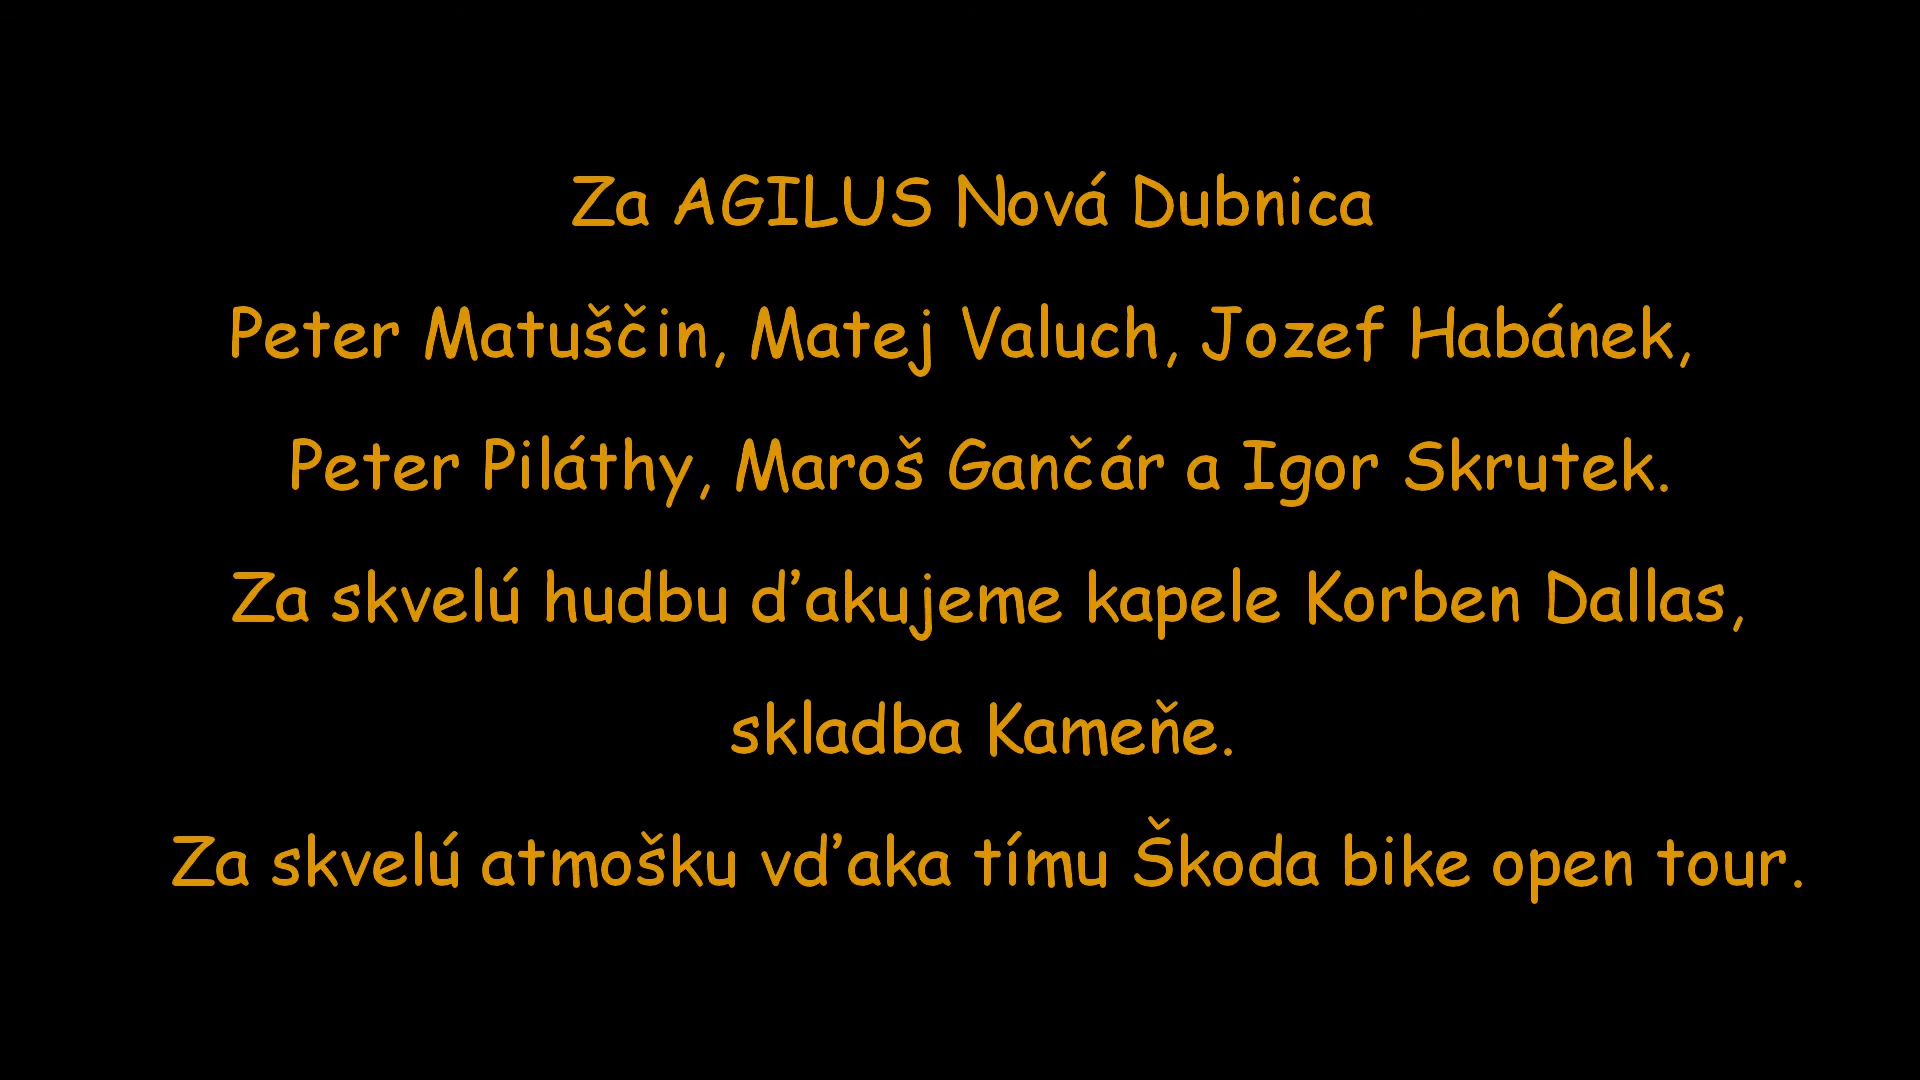 Za AGILUS Nová Dubnica
Peter Matuščin, Matej Valuch, Jozef Habánek,
Peter Piláthy, Maroš Gančár a Igor Skrutek.
Za skvelú hudbu ďakujeme kapele Korben Dallas,
skladba Kameňe.
Za skvelú atmošku vďaka tímu Škoda bike open tour.